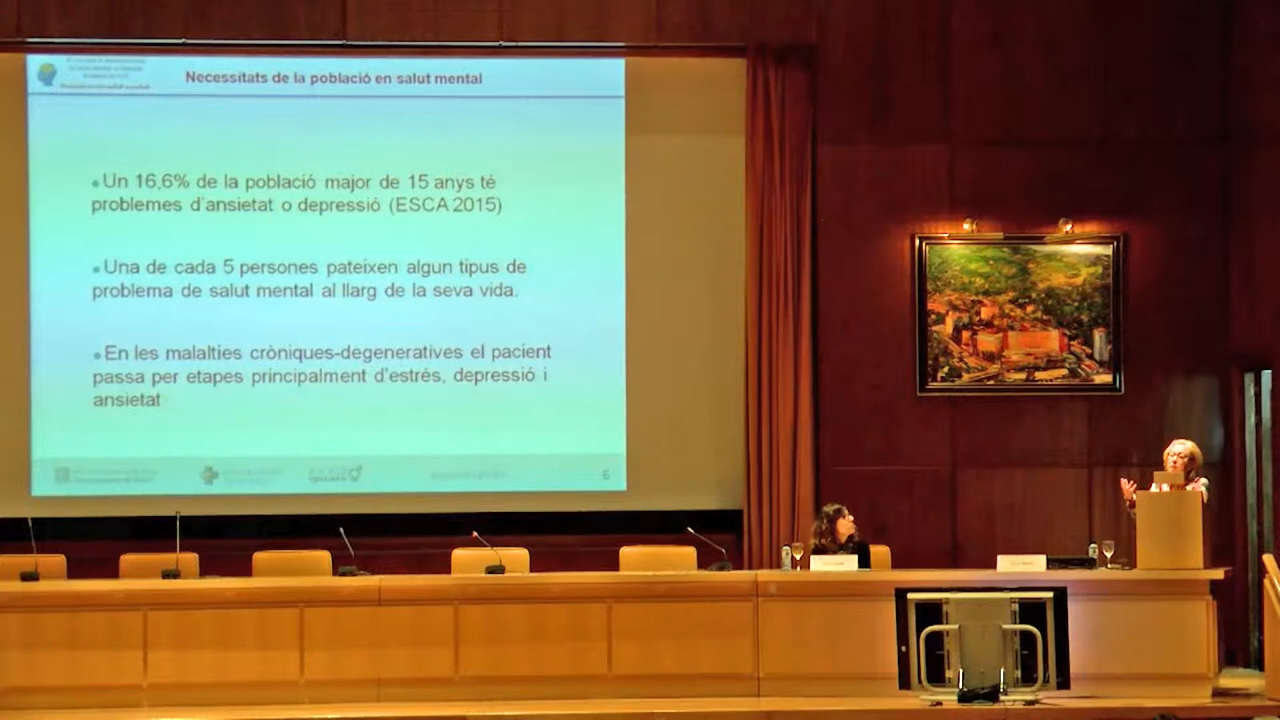 Necessitats de la població en salut mental
Un 16,6% de la població major de 15 anys té
problemes d'ansietat o depressió (ESCA 2015)
Una de cada 5 persones pateixen algun tipus de
problema de salut mental al llarg de la seva vida.
En les malalties cròniques-degeneratives el pacient
passa per etapes principalment d'estrés, depressió i
ansietat
6